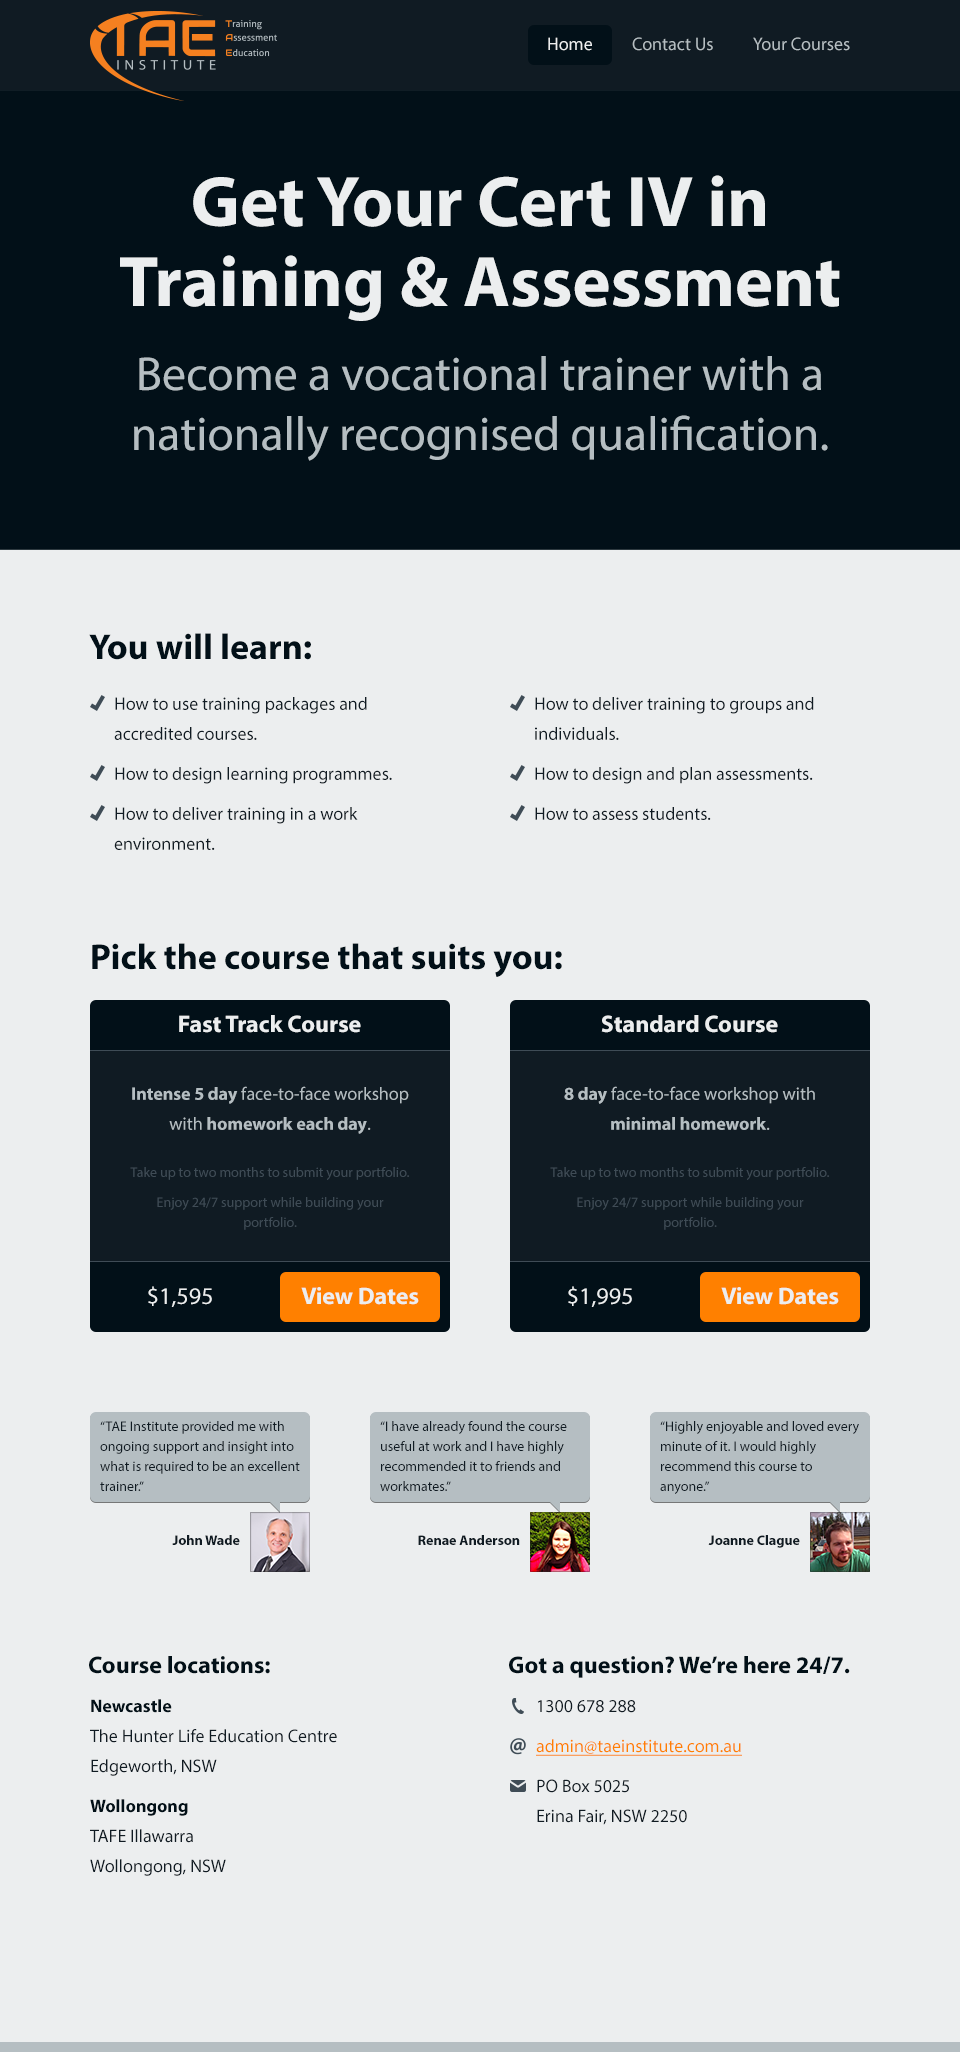 TAE
INSTITUTE
Training
Assessment
Education
Home
Contact Us
Your Courses
Get Your Cert IV in
Training & Assessment
Become a vocational trainer with a
nationally recognised qualification.
You will learn:
How to use training packages and
accredited courses.
How to design learning programmes.
How to deliver training in a work
environment.
How to deliver training to groups and
individuals.
How to design and plan assessments.
How to assess students.
Pick the course that suits you:
Fast Track Course
Intense 5 day face-to-face workshop
with homework each day.
Take up to two months to submit your portfolio.
Enjoy 24/7 support while building your
portfolio.
$1,595
View Dates
Standard Course
8 day face-to-face workshop with
minimal homework.
Take up to two months to submit your portfolio.
Enjoy 24/7 support while building your
portfolio.
$1,995
View Dates
“TAE Institute provided me with
ongoing support and insight into
what is required to be an excellent
trainer.”
John Wade
“I have already found the course
useful at work and I have highly
recommended it to friends and
workmates.”
Renae Anderson
“Highly enjoyable and loved every
minute of it. I would highly
recommend this course to
anyone.”
Joanne Clague
Course locations:
Newcastle
The Hunter Life Education Centre
Edgeworth, NSW
Wollongong
TAFE Illawarra
Wollongong, NSW
Got a question? We’re here 24/7.
1300 678 288
@ admin@taeinstitute.com.au
PO Box 5025
Erina Fair, NSW 2250